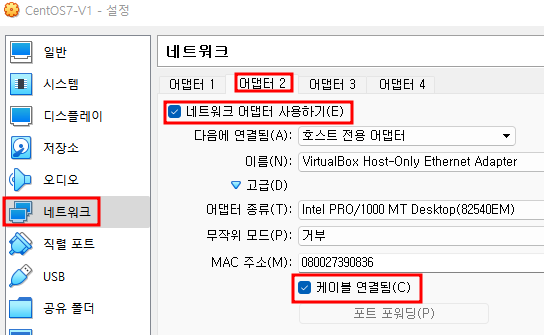 CentOS7-V1 - 설정
일반
시스템
디스플레이
저장소
오디오
네트워크
직렬 포트
USB
공유 폴더
네트워크
어댑터 1 어댑터 2 어댑터 3 어댑터 4
네트워크 어댑터 사용하기(E)
다음에 연결됨(A): 호스트 전용 어댑터
이름(N): VirtualBox Host-Only Ethernet Adapter
고급(D)
어댑터 종류(T): Intel PRO/1000 MT Desktop(82540EM)
무작위 모드(P): 거부
MAC 주소(M): 080027390836
케이블 연결됨(C)
포트 포워딩(P)